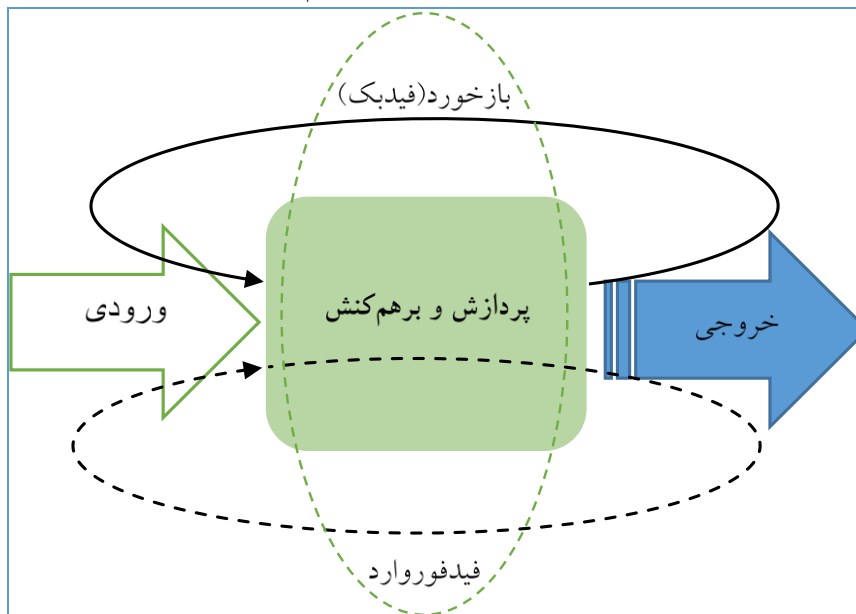 بازخورد(فیدبک)
ورودی
پردازش و برهم‌کنش
خروجی
فیدفوروارد